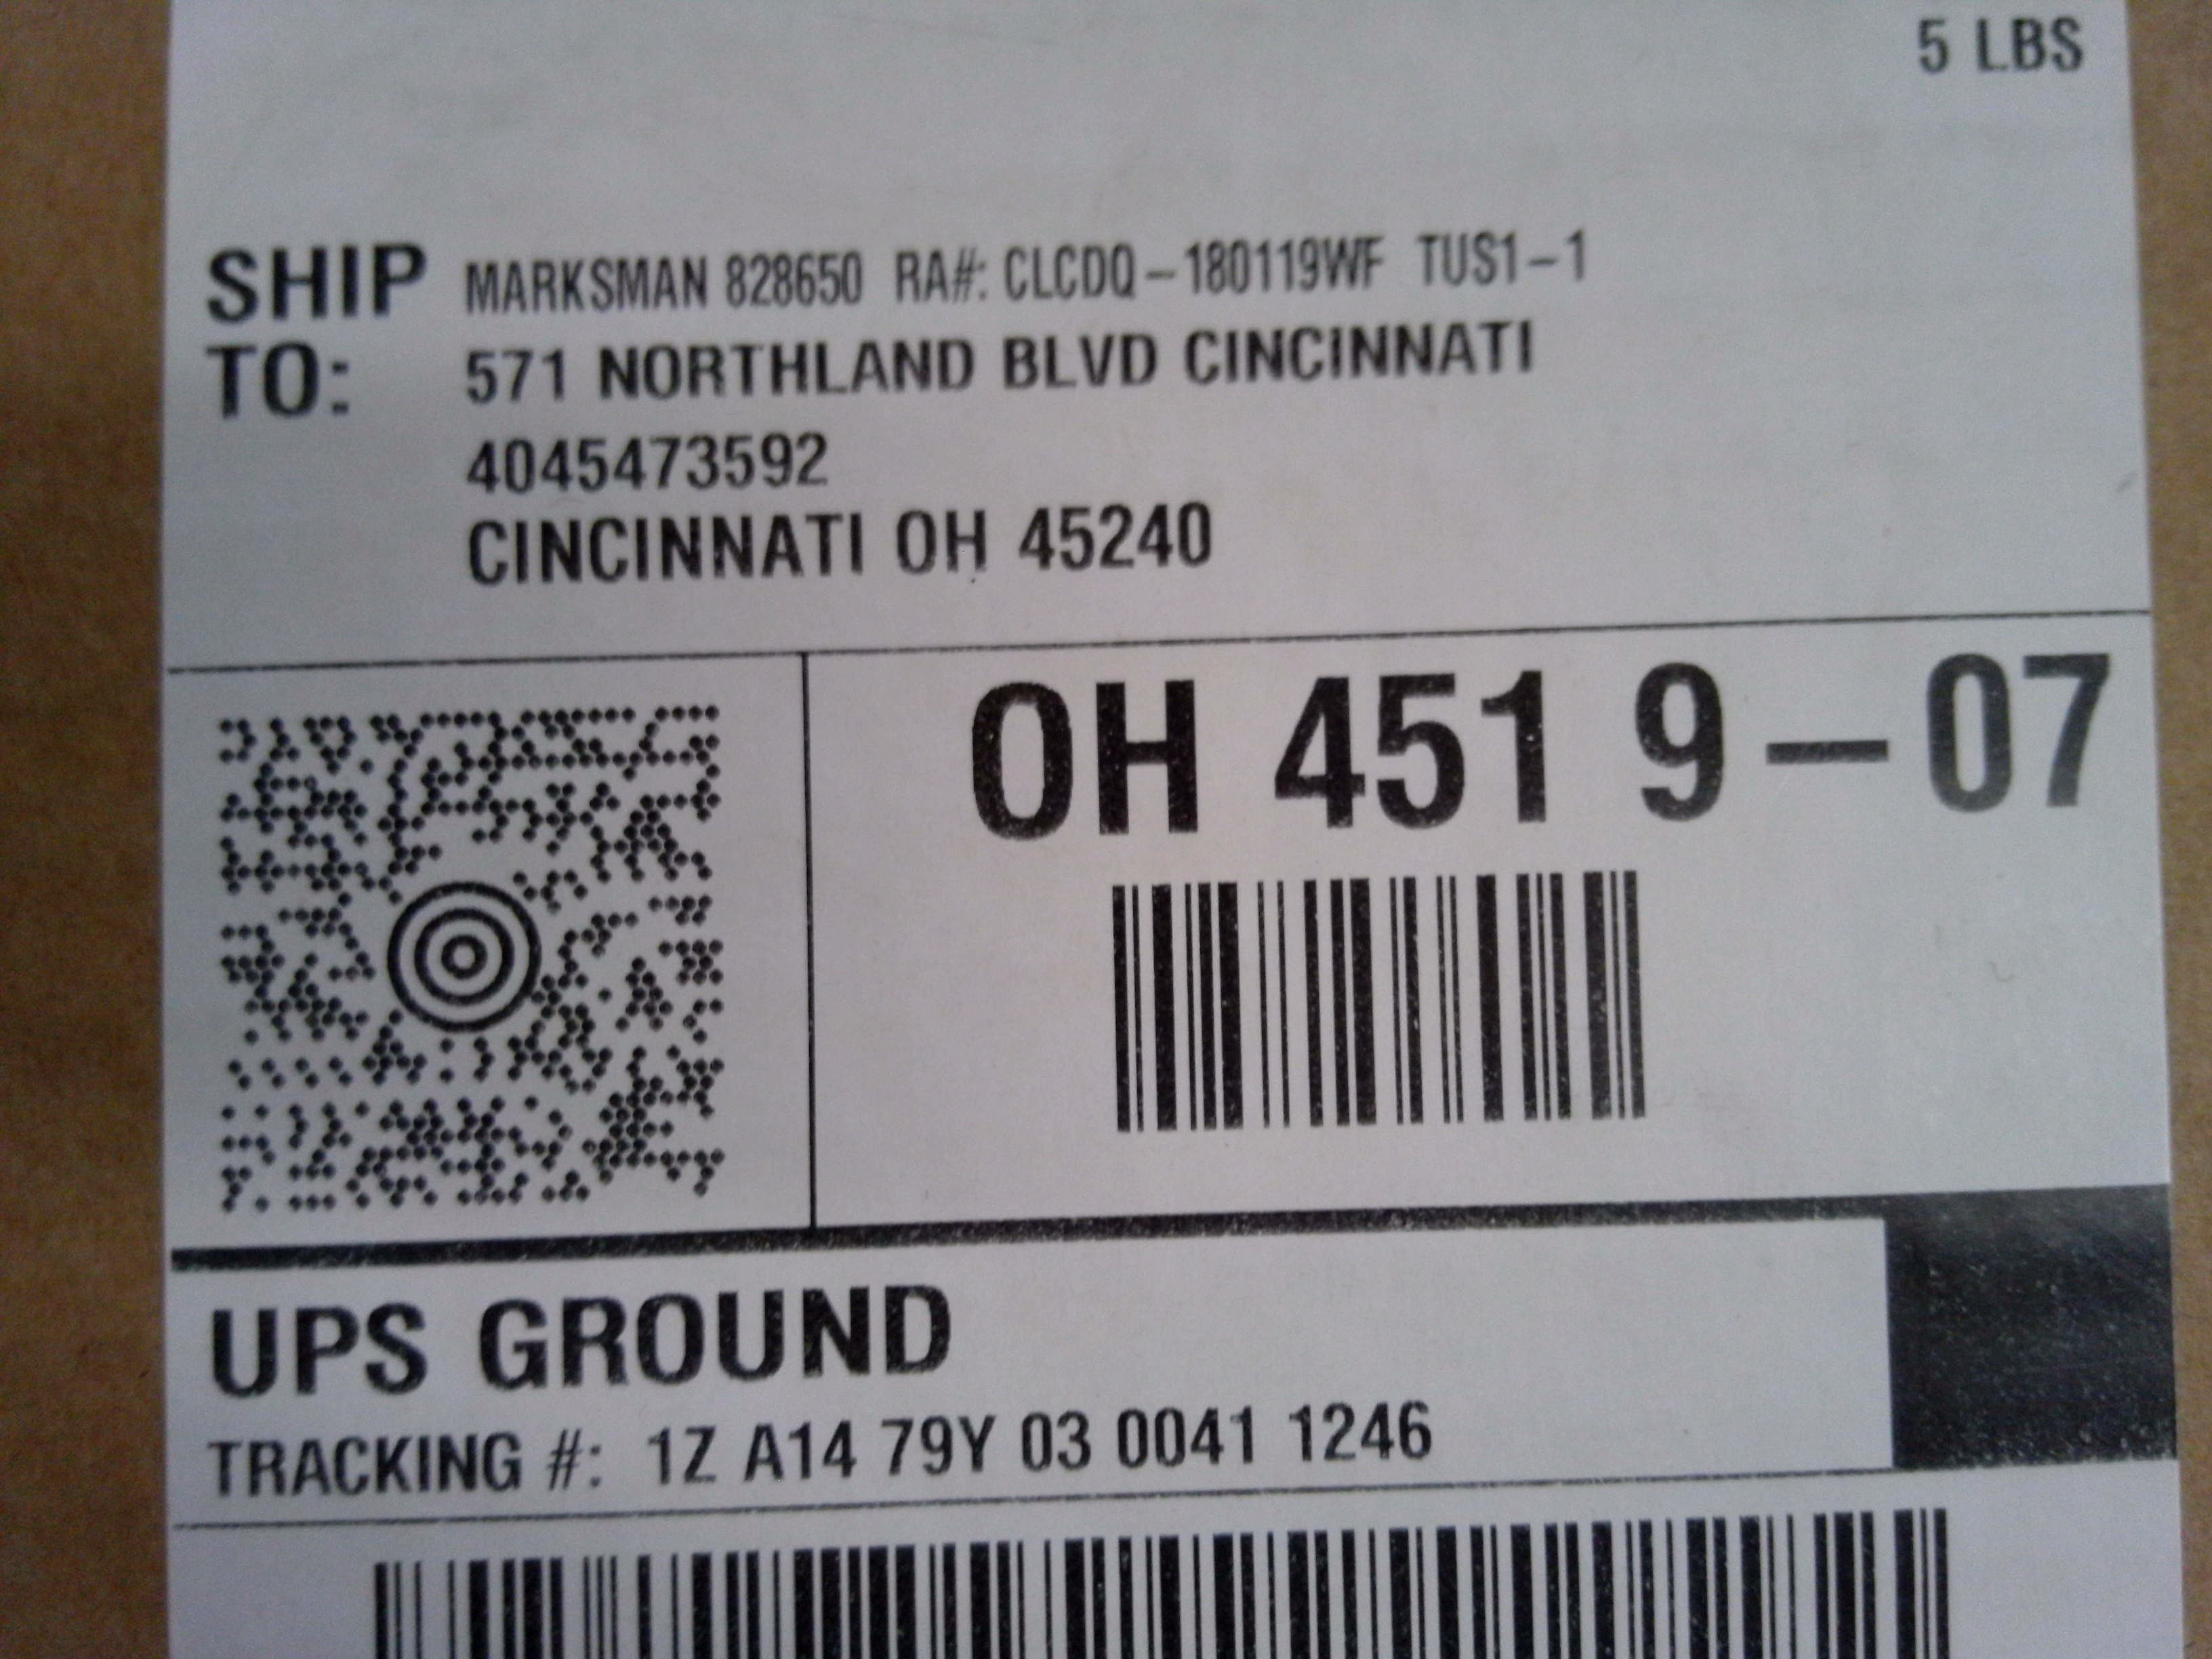 5 LBS
SHIP TO:
MARKSMAN 828650 RA#: CLCDQ-180119WF TUS1-1
571 NORTHLAND BLVD CINCINNATI
4045473592
CINCINNATI OH 45240
OH 451 9-07
UPS GROUND
TRACKING #: 1Z A14 79Y 03 0041 1246